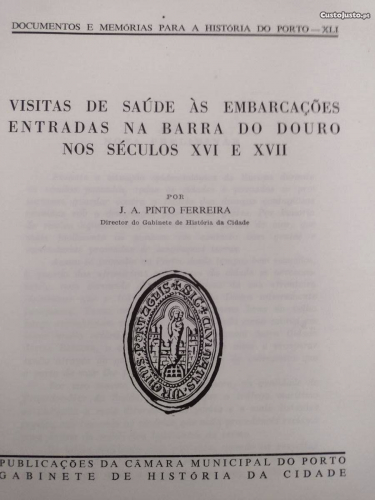 CustoJusto.pt
DOCUMENTOS E MEMÓRIAS PARA A HISTÓRIA DO PORTO — XLI
VISITAS DE SAÚDE ÀS EMBARCAÇÕES
ENTRADAS NA BARRA DO DOURO
NOS SÉCULOS XVI E XVII
POR
J. A. PINTO FERREIRA
Director do Gabinete de História da Cidade
PUBLICAÇÕES DA CÂMARA MUNICIPAL DO PORTO
GABINETE DE HISTÓRIA DA CIDADE